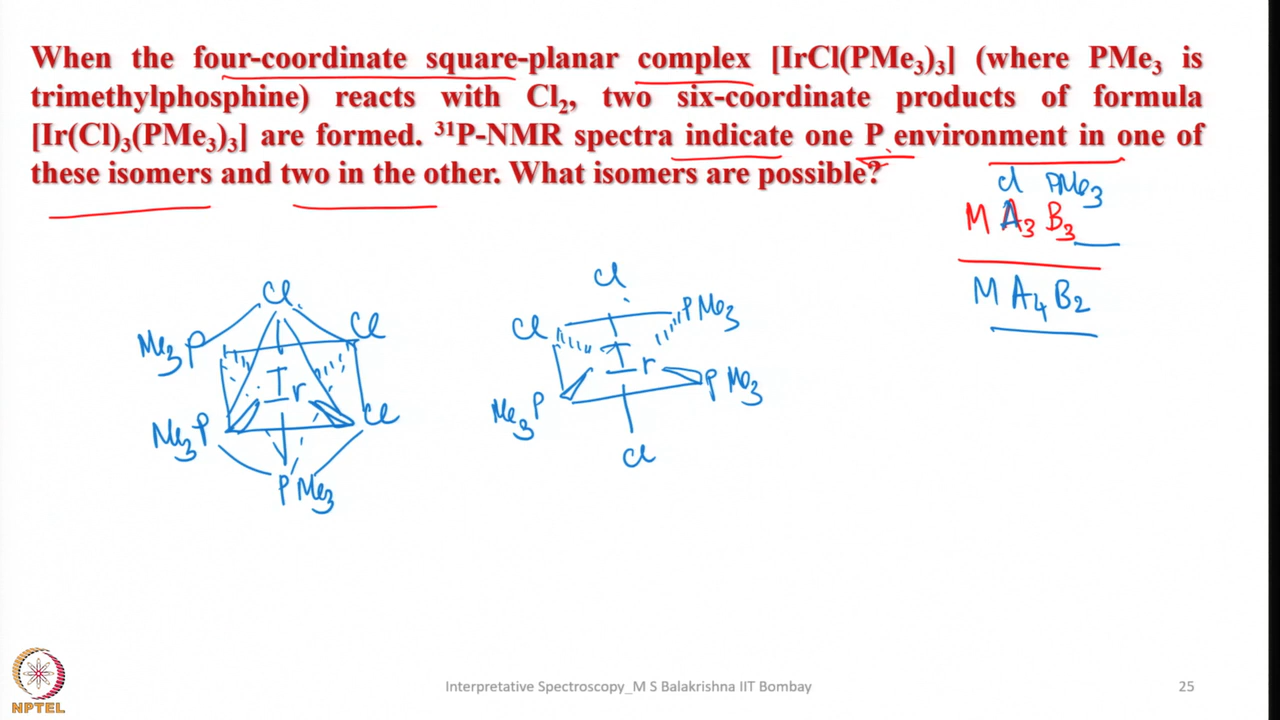 When the four-coordinate square-planar complex [IrCl(PMe₃)₃] (where PMe₃ is
trimethylphosphine) reacts with Cl₂, two six-coordinate products of formula
[Ir(Cl)₃(PMe₃)₃] are formed. ³¹P-NMR spectra indicate one P environment in one of
these isomers and two in the other. What isomers are possible?
Cl PMe₃
M A₃ B₃
M A₄ B₂
Cl
Me₃P Cl
Ir
Me₃P Cl
PMe₃
Cl
Cl PMe₃
Ir
Me₃P PMe₃
Cl
NPTEL
Interpretative Spectroscopy_M S Balakrishna IIT Bombay
25